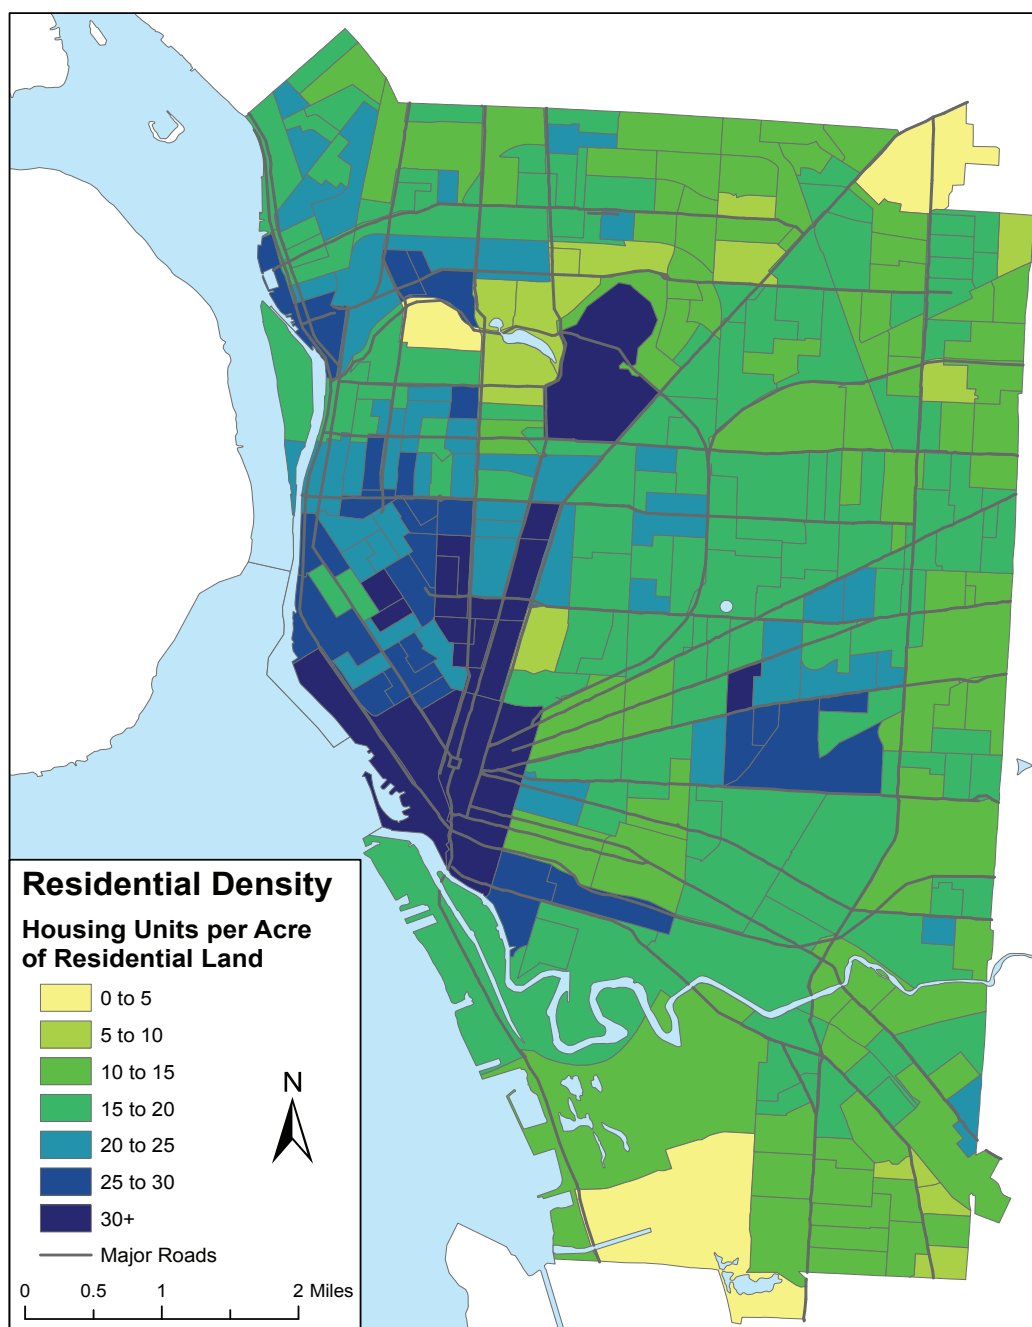 Residential Density
Housing Units per Acre
of Residential Land
0 to 5
5 to 10
10 to 15
15 to 20
20 to 25
25 to 30
30+
Major Roads
N
0 0.5 1 2 Miles